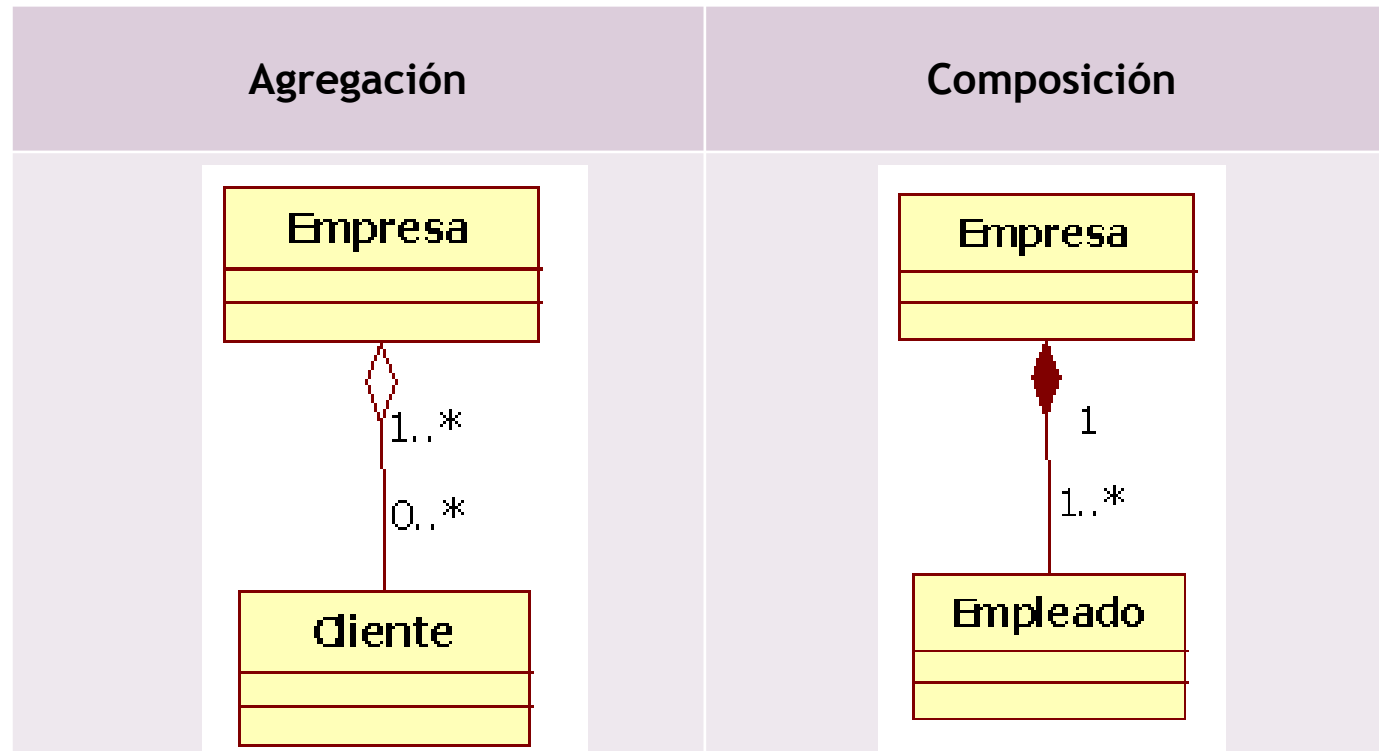 Agregación
Composición
Empresa
1..*
0..*
Cliente
Empresa
1
1..*
Empleado